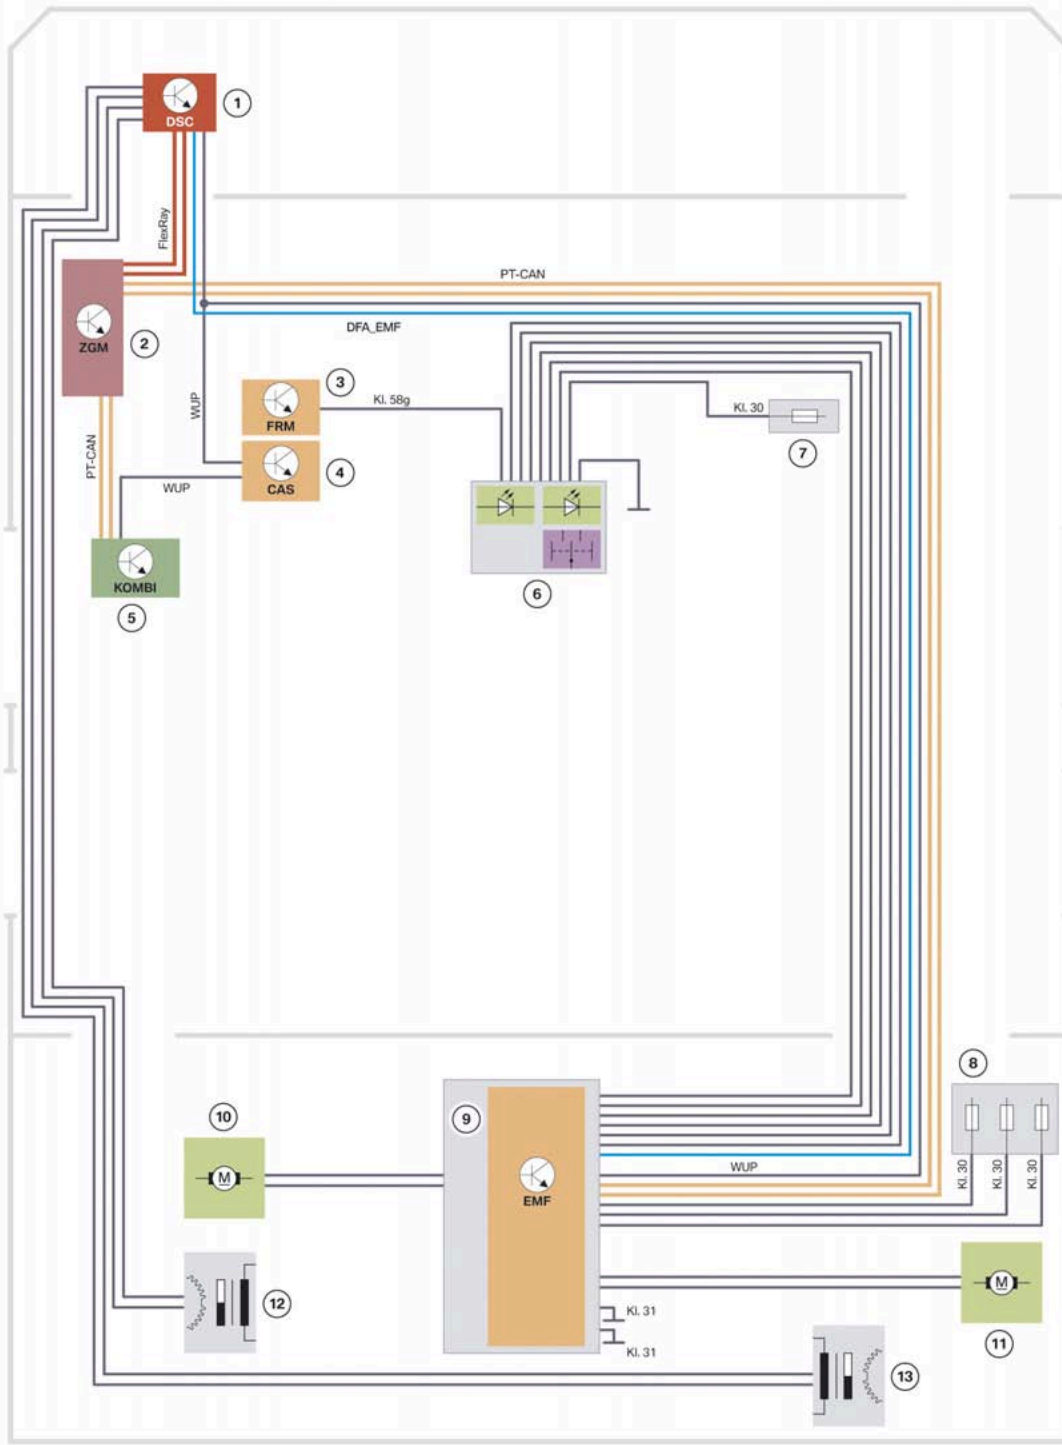 1
DSC
FlexRay
PT-CAN
ZGM
2
DFA_EMF
3
Kl. 58g
FRM
WUP
Kl. 30
7
PT-CAN
CAS
4
WUP
KOMBI
5
6
8
10
9
M
EMF
WUP
Kl. 30
Kl. 30
Kl. 30
M
11
12
Kl. 31
Kl. 31
13